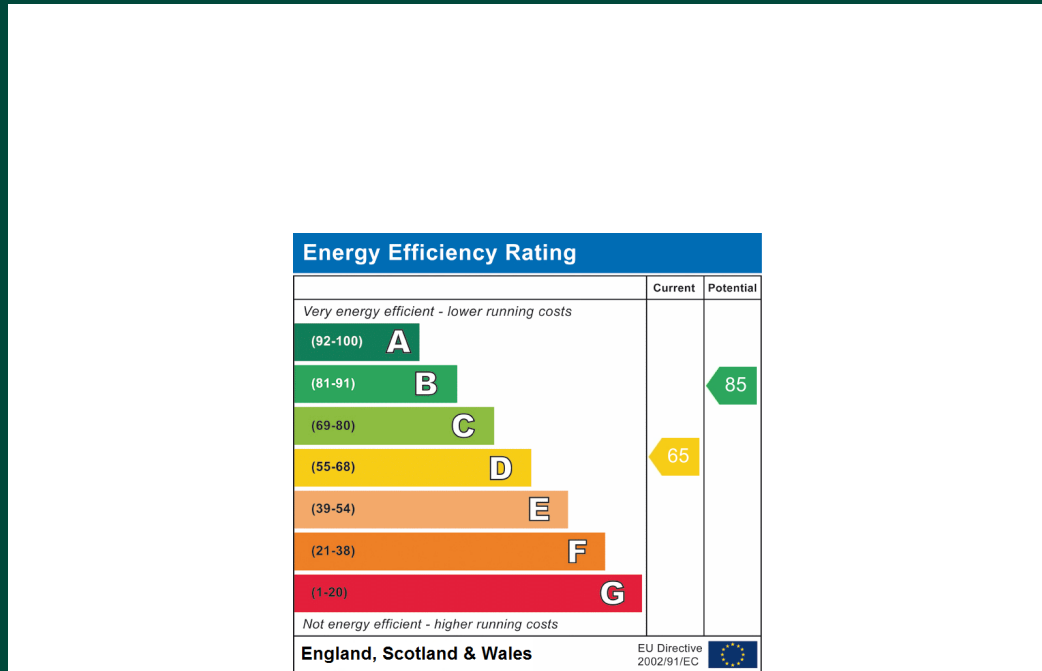 Energy Efficiency Rating
Current Potential
Very energy efficient - lower running costs
(92-100) A
(81-91) B
85
(69-80) C
(55-68) D
65
(39-54) E
(21-38) F
(1-20) G
Not energy efficient - higher running costs
England, Scotland & Wales
EU Directive
2002/91/EC